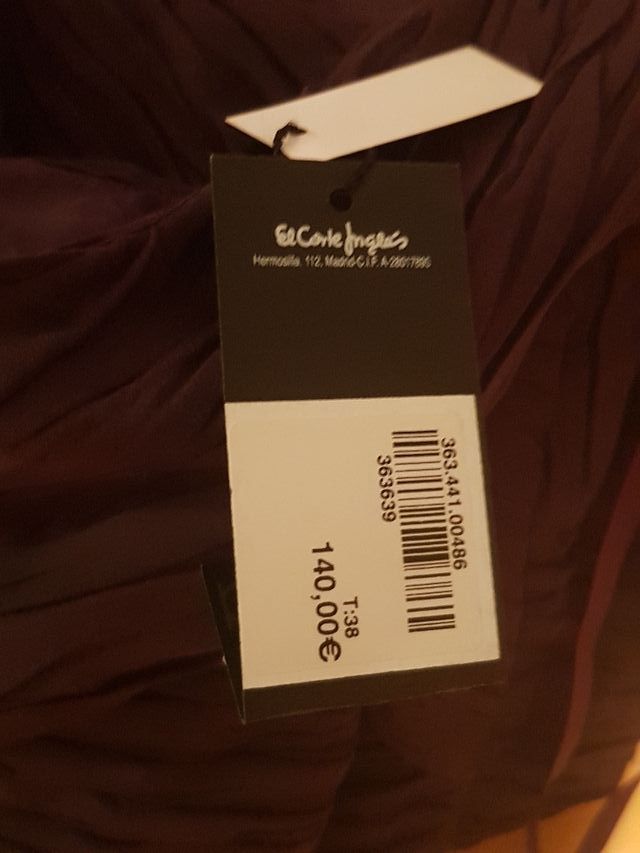 El Corte Inglés
Hermosilla. 112. Madrid-C.I.F. A-28017895
363.441.00486
363639
T:38
140,00€